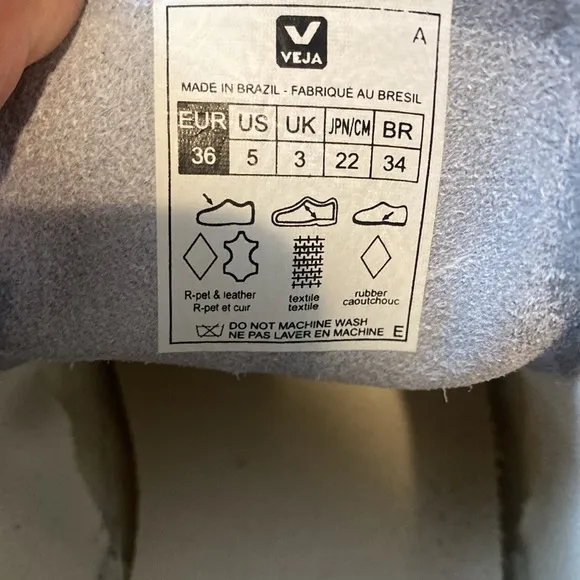 VEJA
A
MADE IN BRAZIL - FABRIQUÉ AU BRESIL
EUR US UK JPN/CM BR
36 5 3 22 34
R-pet & leather
R-pet et cuir
textile
textile
rubber
caoutchouc
DO NOT MACHINE WASH
NE PAS LAVER EN MACHINE E